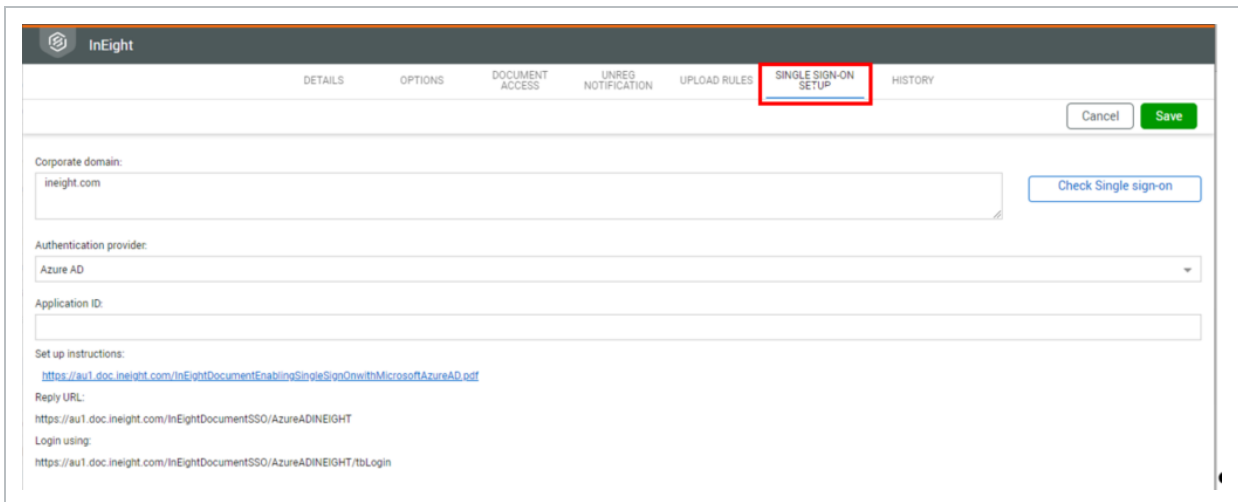 InEight
DETAILS OPTIONS DOCUMENT ACCESS UNREG NOTIFICATION UPLOAD RULES SINGLE SIGN-ON SETUP HISTORY
Cancel Save
Corporate domain:
ineight.com
Check Single sign-on
Authentication provider:
Azure AD
Application ID:
Set up instructions:
https://au1.doc.ineight.com/InEightDocumentEnablingSingleSignOnwithMicrosoftAzureAD.pdf
Reply URL:
https://au1.doc.ineight.com/InEightDocumentSSO/AzureADINEIGHT
Login using:
https://au1.doc.ineight.com/InEightDocumentSSO/AzureADINEIGHT/tbLogin